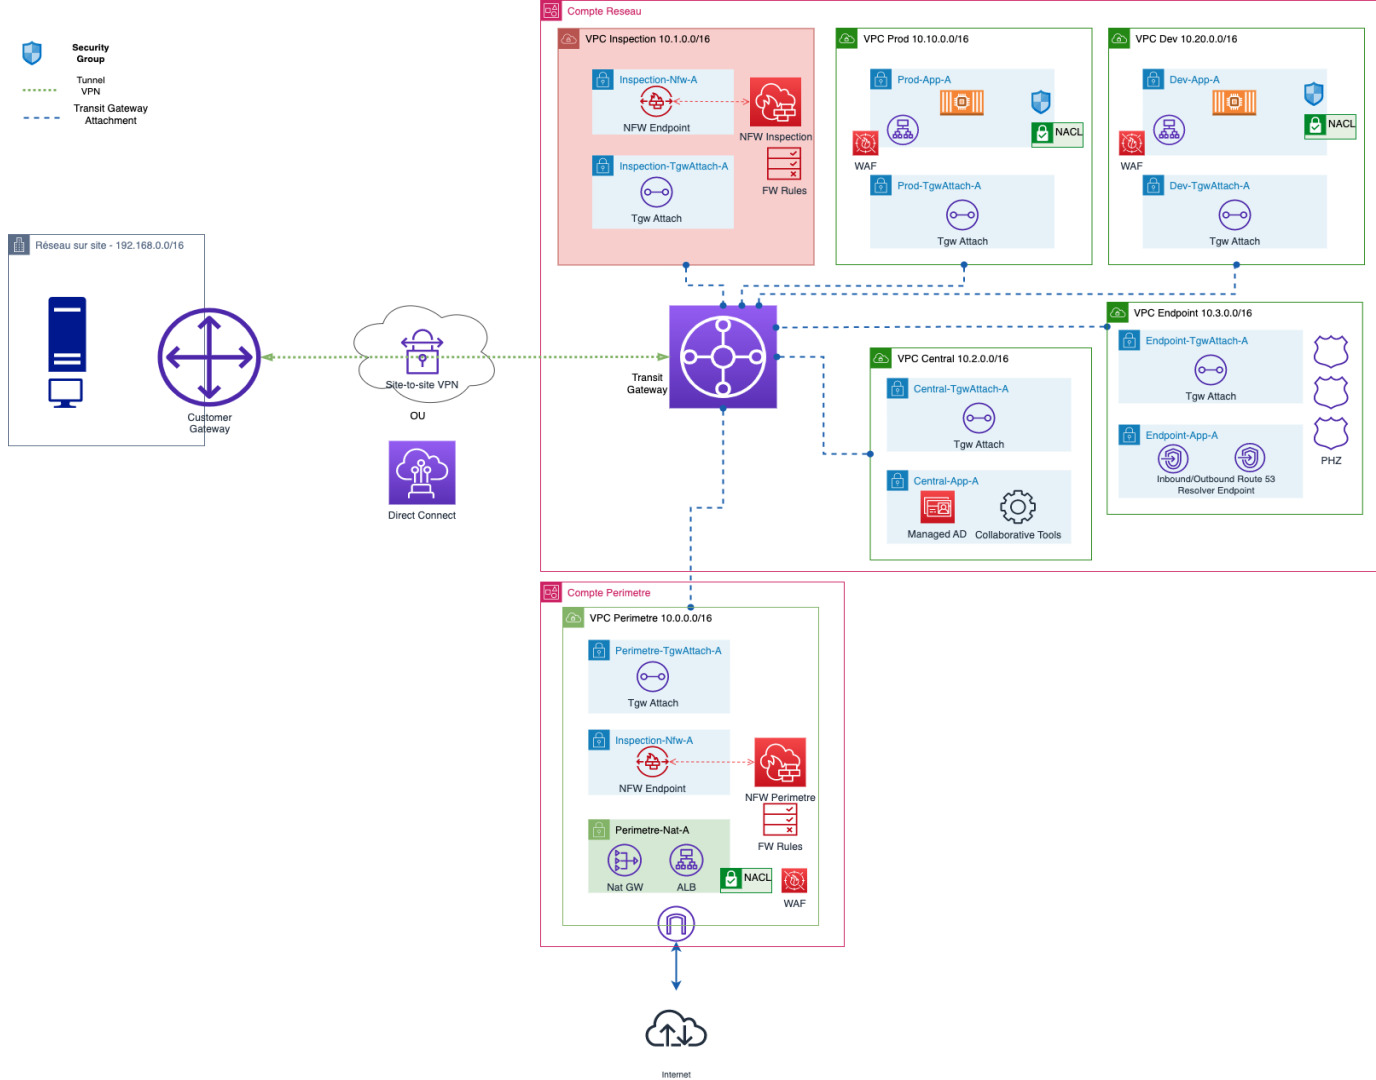 Security
Group
Tunnel
VPN
Transit Gateway
Attachment
Compte Reseau
VPC Inspection 10.1.0.0/16
Inspection-Nfw-A
NFW Endpoint
NFW Inspection
FW Rules
Inspection-TgwAttach-A
Tgw Attach
VPC Prod 10.10.0.0/16
Prod-App-A
WAF
NACL
Prod-TgwAttach-A
Tgw Attach
VPC Dev 10.20.0.0/16
Dev-App-A
WAF
NACL
Dev-TgwAttach-A
Tgw Attach
Réseau sur site - 192.168.0.0/16
Customer
Gateway
Site-to-site VPN
OU
Direct Connect
Transit
Gateway
VPC Central 10.2.0.0/16
Central-TgwAttach-A
Tgw Attach
Central-App-A
Managed AD
Collaborative Tools
VPC Endpoint 10.3.0.0/16
Endpoint-TgwAttach-A
Tgw Attach
Endpoint-App-A
Inbound/Outbound Route 53
Resolver Endpoint
PHZ
Compte Perimetre
VPC Perimetre 10.0.0.0/16
Perimetre-TgwAttach-A
Tgw Attach
Inspection-Nfw-A
NFW Endpoint
NFW Perimetre
FW Rules
Perimetre-Nat-A
Nat GW
ALB
NACL
WAF
Internet